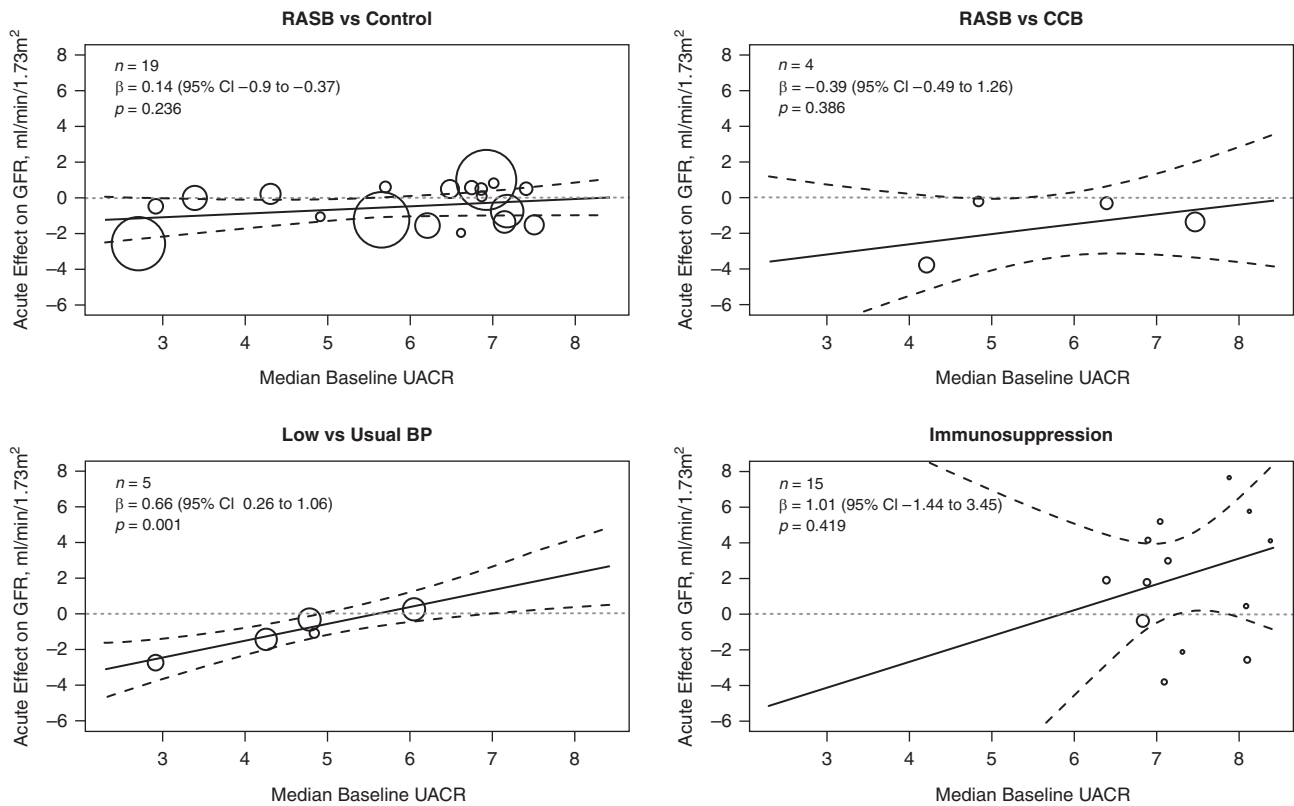 RASB vs Control
n = 19
β = 0.14 (95% CI −0.9 to −0.37)
p = 0.236
Acute Effect on GFR, ml/min/1.73m²
8
6
4
2
0
−2
−4
−6
3 4 5 6 7 8
Median Baseline UACR
RASB vs CCB
n = 4
β = −0.39 (95% CI −0.49 to 1.26)
p = 0.386
Acute Effect on GFR, ml/min/1.73m²
8
6
4
2
0
−2
−4
−6
3 4 5 6 7 8
Median Baseline UACR
Low vs Usual BP
n = 5
β = 0.66 (95% CI 0.26 to 1.06)
p = 0.001
Acute Effect on GFR, ml/min/1.73m²
8
6
4
2
0
−2
−4
−6
3 4 5 6 7 8
Median Baseline UACR
Immunosuppression
n = 15
β = 1.01 (95% CI −1.44 to 3.45)
p = 0.419
Acute Effect on GFR, ml/min/1.73m²
8
6
4
2
0
−2
−4
−6
3 4 5 6 7 8
Median Baseline UACR